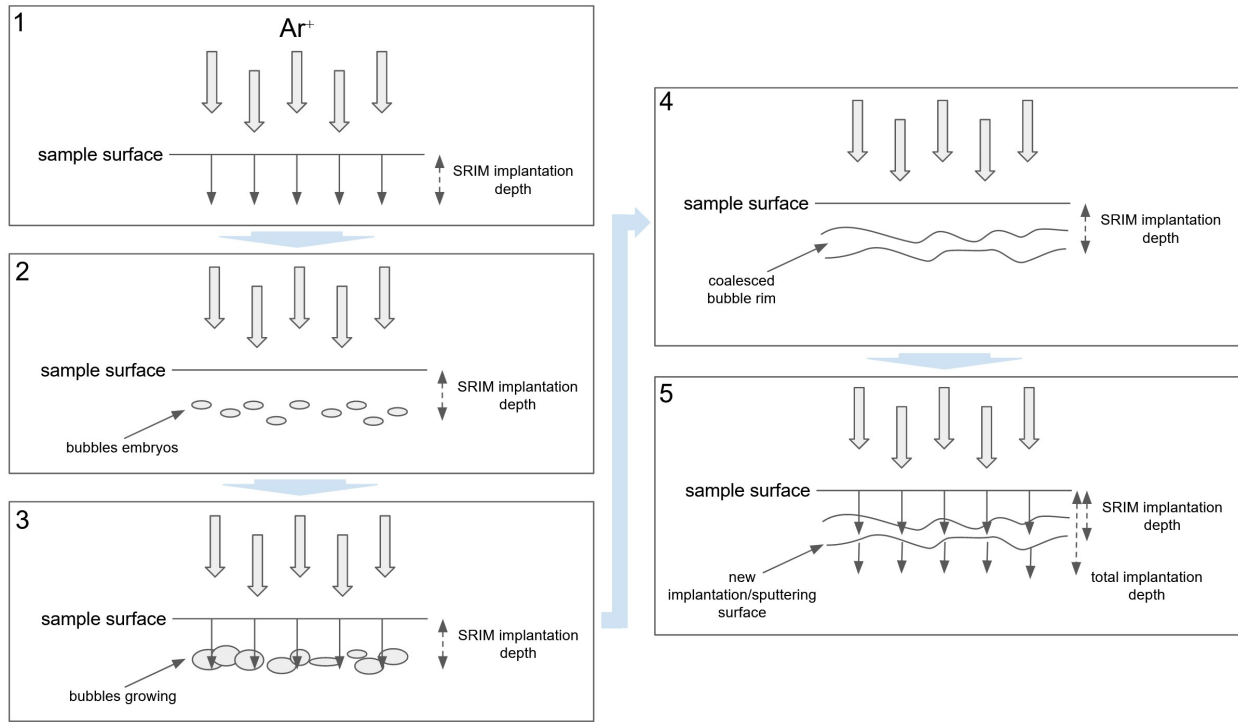 1
Ar⁺
sample surface
SRIM implantation
depth
2
sample surface
SRIM implantation
depth
bubbles embryos
3
sample surface
SRIM implantation
depth
bubbles growing
4
sample surface
SRIM implantation
depth
coalesced
bubble rim
5
sample surface
SRIM implantation
depth
new
implantation/sputtering
surface
total implantation
depth